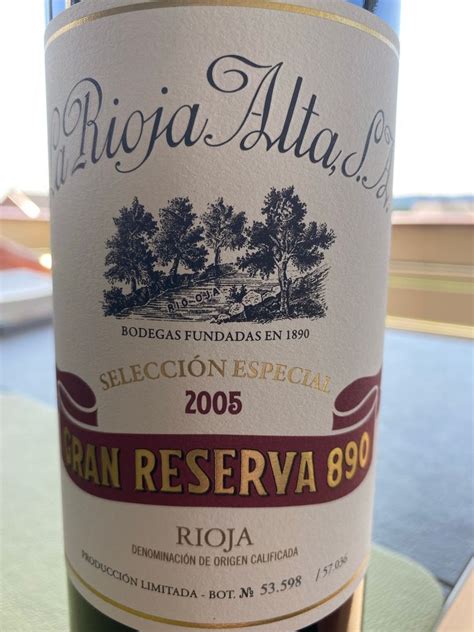 La Rioja Alta, S.A.
RIO-OJA
BODEGAS FUNDADAS EN 1890
SELECCIÓN ESPECIAL
2005
GRAN RESERVA 890
RIOJA
DENOMINACIÓN DE ORIGEN CALIFICADA
PRODUCCIÓN LIMITADA - BOT. Nº 53.598 / 57.036